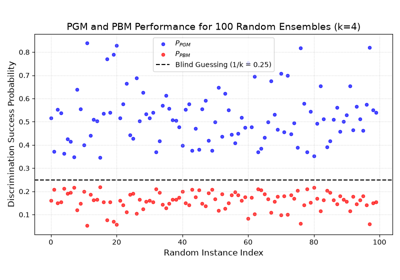 PGM and PBM Performance for 100 Random Ensembles (k=4)
Discrimination Success Probability
0.8
0.7
0.6
0.5
0.4
0.3
0.2
0.1
P_PGM
P_PBM
Blind Guessing (1/k = 0.25)
0 20 40 60 80 100
Random Instance Index